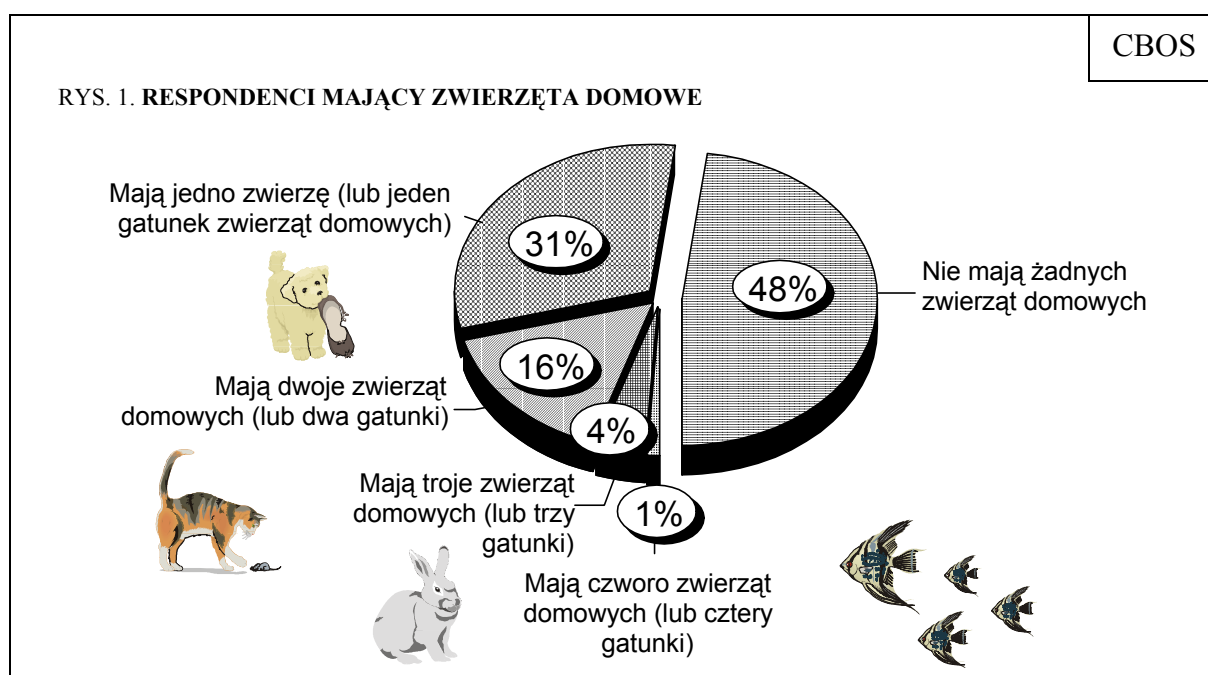 CBOS
RYS. 1. RESPONDENCI MAJĄCY ZWIERZĘTA DOMOWE
Mają jedno zwierzę (lub jeden
gatunek zwierząt domowych)
31%
48%
Nie mają żadnych
zwierząt domowych
16%
Mają dwoje zwierząt
domowych (lub dwa gatunki)
4%
Mają troje zwierząt
domowych (lub trzy
gatunki)
1%
Mają czworo zwierząt
domowych (lub cztery
gatunki)